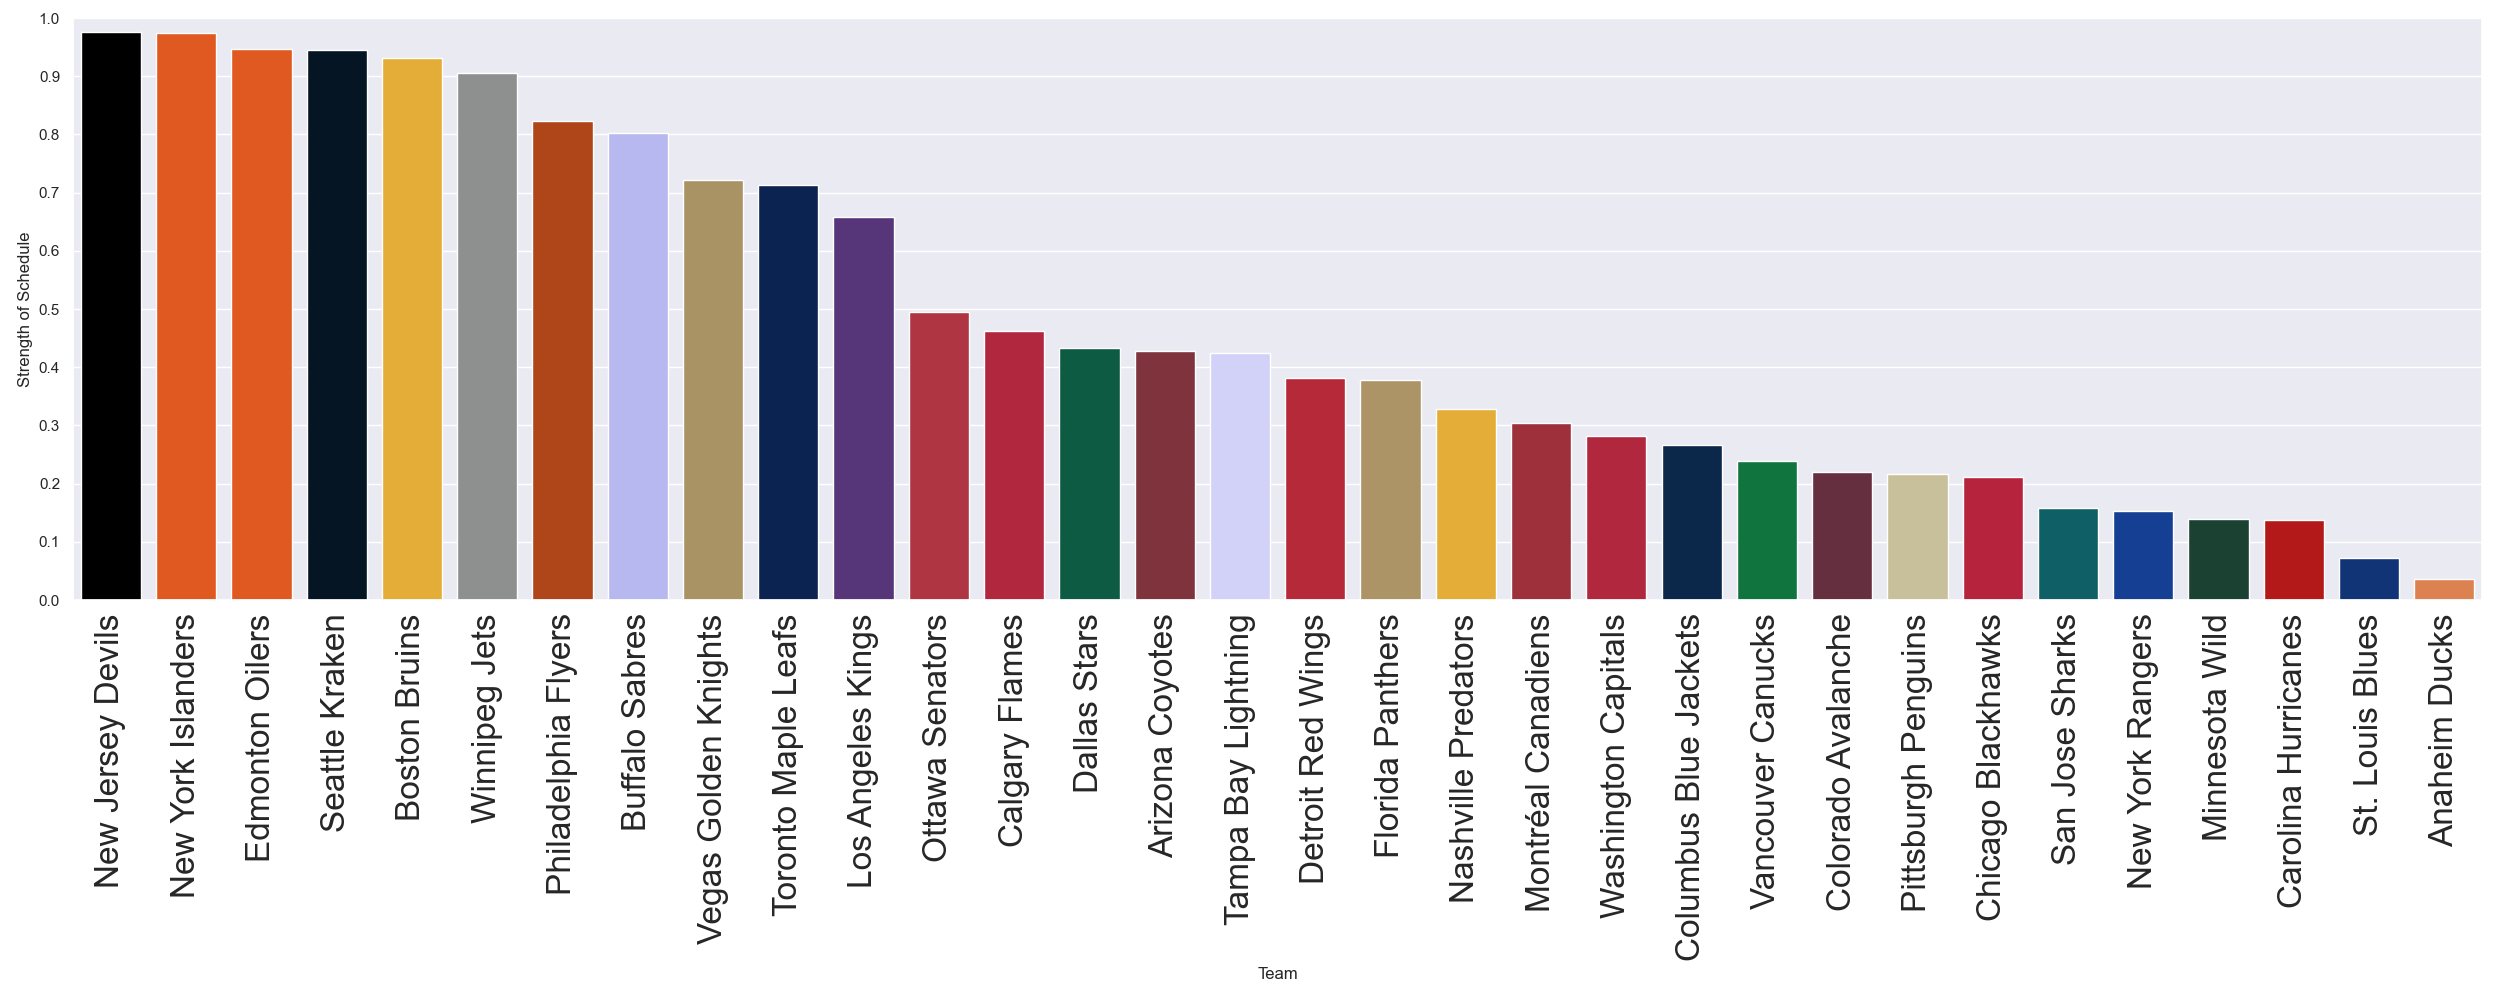 1.0
0.9
0.8
0.7
0.6
0.5
0.4
0.3
0.2
0.1
0.0
Strength of Schedule
New Jersey Devils
New York Islanders
Edmonton Oilers
Seattle Kraken
Boston Bruins
Winnipeg Jets
Philadelphia Flyers
Buffalo Sabres
Vegas Golden Knights
Toronto Maple Leafs
Los Angeles Kings
Ottawa Senators
Calgary Flames
Dallas Stars
Arizona Coyotes
Tampa Bay Lightning
Detroit Red Wings
Florida Panthers
Nashville Predators
Montréal Canadiens
Washington Capitals
Columbus Blue Jackets
Vancouver Canucks
Colorado Avalanche
Pittsburgh Penguins
Chicago Blackhawks
San Jose Sharks
New York Rangers
Minnesota Wild
Carolina Hurricanes
St. Louis Blues
Anaheim Ducks
Team